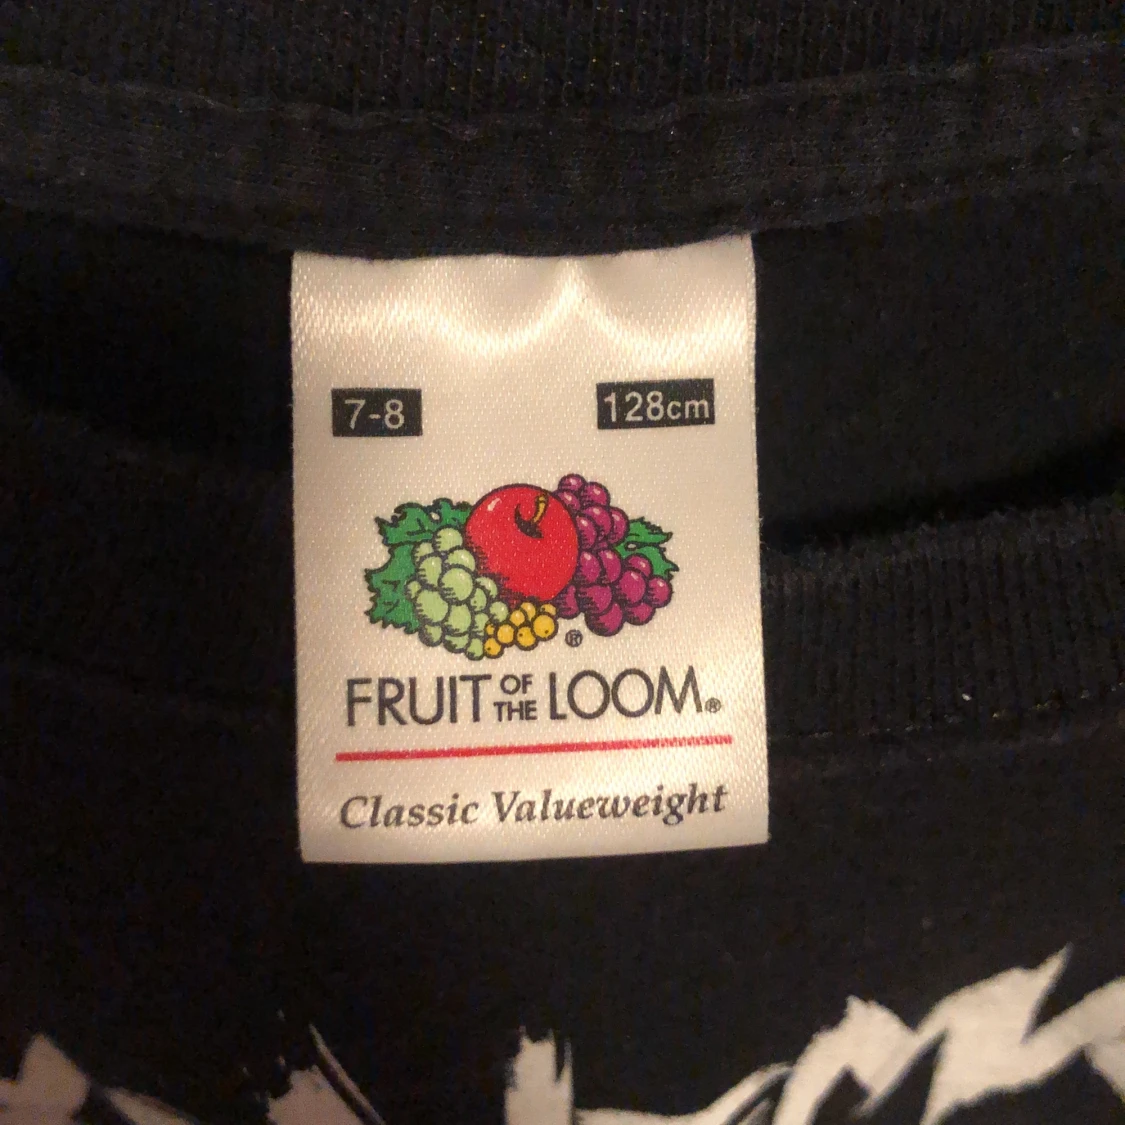 7-8 128cm
®
FRUIT OF THE LOOM®
Classic Valueweight